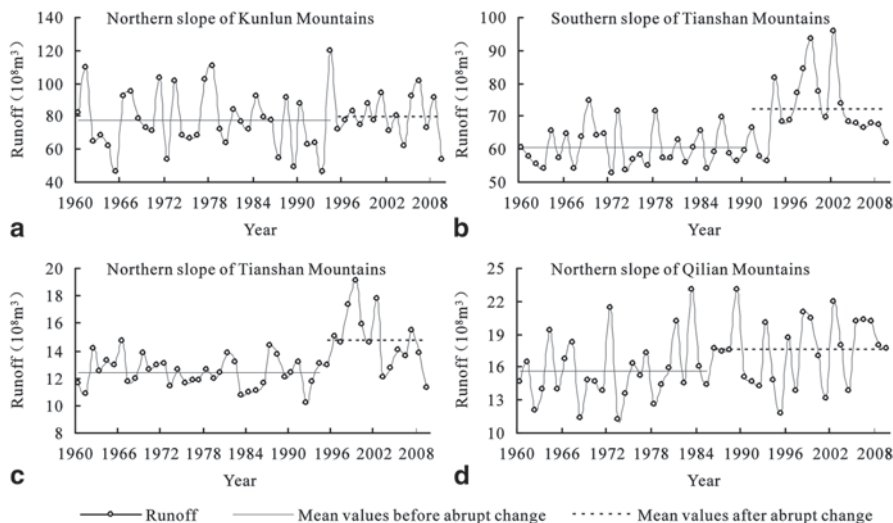 Northern slope of Kunlun Mountains
Runoff (10⁸m³)
140
120
100
80
60
40
1960 1966 1972 1978 1984 1990 1996 2002 2008
Year
a
Southern slope of Tianshan Mountains
Runoff (10⁸m³)
100
90
80
70
60
50
1960 1966 1972 1978 1984 1990 1996 2002 2008
Year
b
Northern slope of Tianshan Mountains
Runoff (10⁸m³)
20
18
16
14
12
10
8
1960 1966 1972 1978 1984 1990 1996 2002 2008
Year
c
Northern slope of Qilian Mountains
Runoff (10⁸m³)
25
22
19
16
13
10
1960 1966 1972 1978 1984 1990 1996 2002 2008
Year
d
Runoff Mean values before abrupt change Mean values after abrupt change